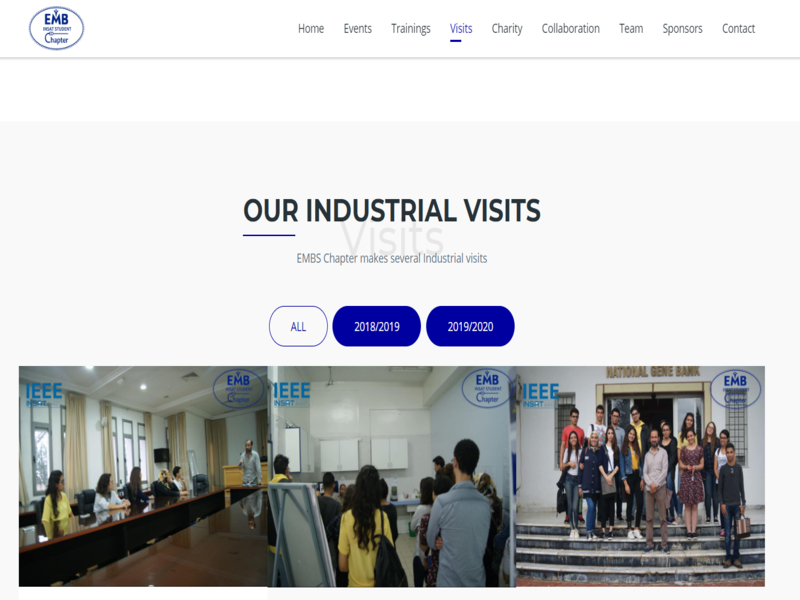 EMB
INSAT STUDENT
Chapter
Home Events Trainings Visits Charity Collaboration Team Sponsors Contact
OUR INDUSTRIAL VISITS
Visits
EMBS Chapter makes several Industrial visits
ALL 2018/2019 2019/2020
IEEE
INSAT
EMB
INSAT STUDENT
Chapter
IEEE
INSAT
EMB
INSAT STUDENT
Chapter
NATIONAL GENE BANK
IEEE
INSAT
EMB
INSAT STUDENT
Chapter